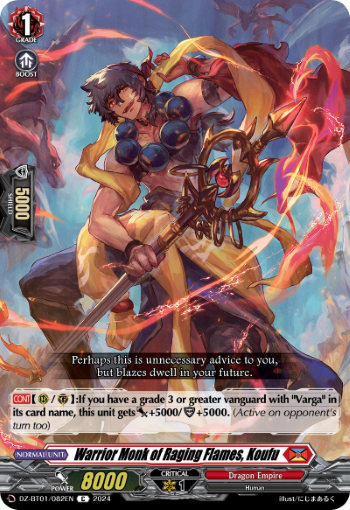 1
GRADE
BOOST
5000
SHIELD
Perhaps this is unnecessary advice to you,
but blazes dwell in your future.
CONT【 / 】:If you have a grade 3 or greater vanguard with "Varga" in
its card name, this unit gets +5000/ +5000. (Active on opponent's
turn too)
NORMAL UNIT Warrior Monk of Raging Flames, Koufu
POWER 8000 CRITICAL 1 Dragon Empire
Human
DZ-BT01/082EN C 2024 illust/にじまあるく